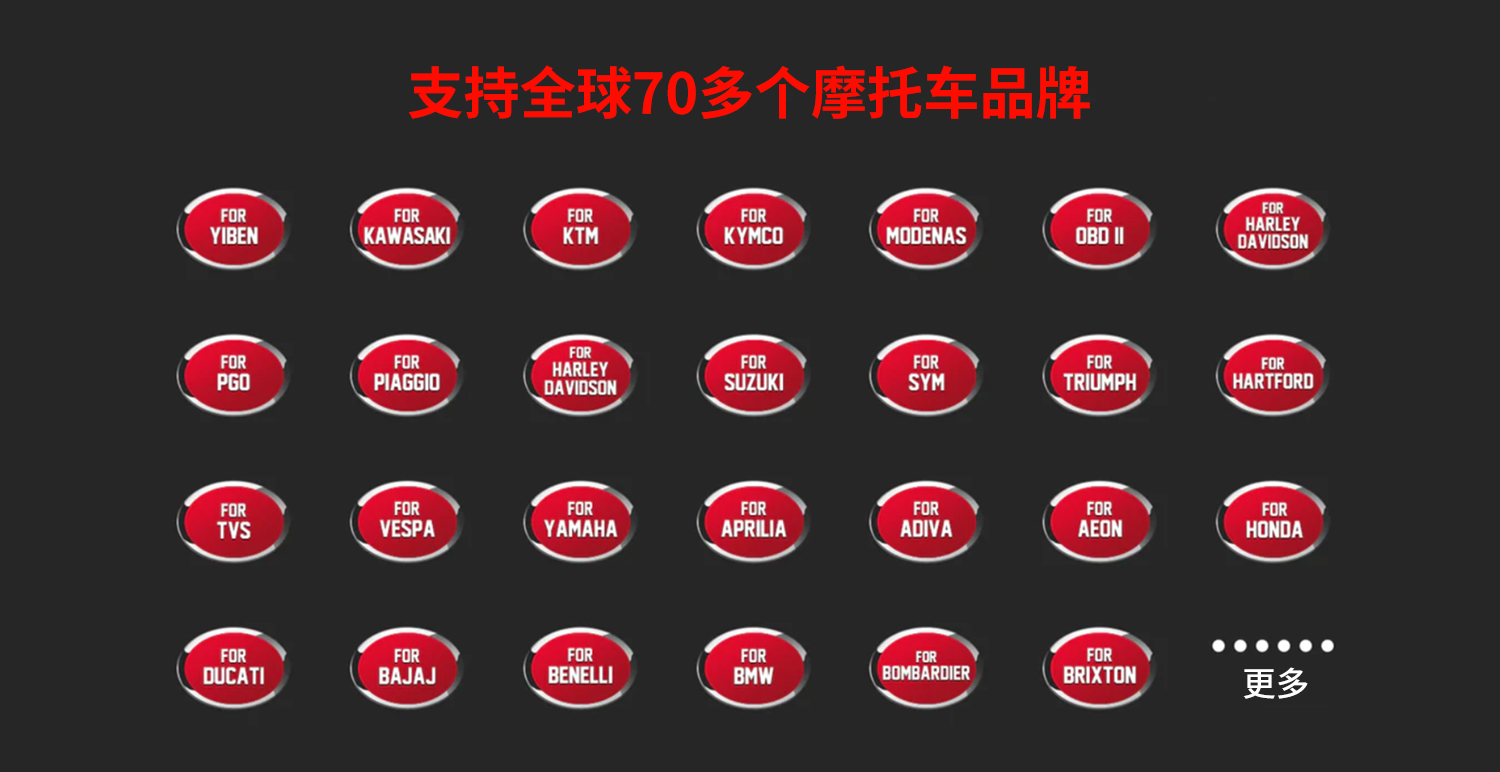 支持全球70多个摩托车品牌
FOR
YIBEN
FOR
KAWASAKI
FOR
KTM
FOR
KYMCO
FOR
MODENAS
FOR
OBD II
FOR
HARLEY
DAVIDSON
FOR
PGO
FOR
PIAGGIO
FOR
HARLEY
DAVIDSON
FOR
SUZUKI
FOR
SYM
FOR
TRIUMPH
FOR
HARTFORD
FOR
TVS
FOR
VESPA
FOR
YAMAHA
FOR
APRILIA
FOR
ADIVA
FOR
AEON
FOR
HONDA
FOR
DUCATI
FOR
BAJAJ
FOR
BENELLI
FOR
BMW
FOR
BOMBARDIER
FOR
BRIXTON
更多